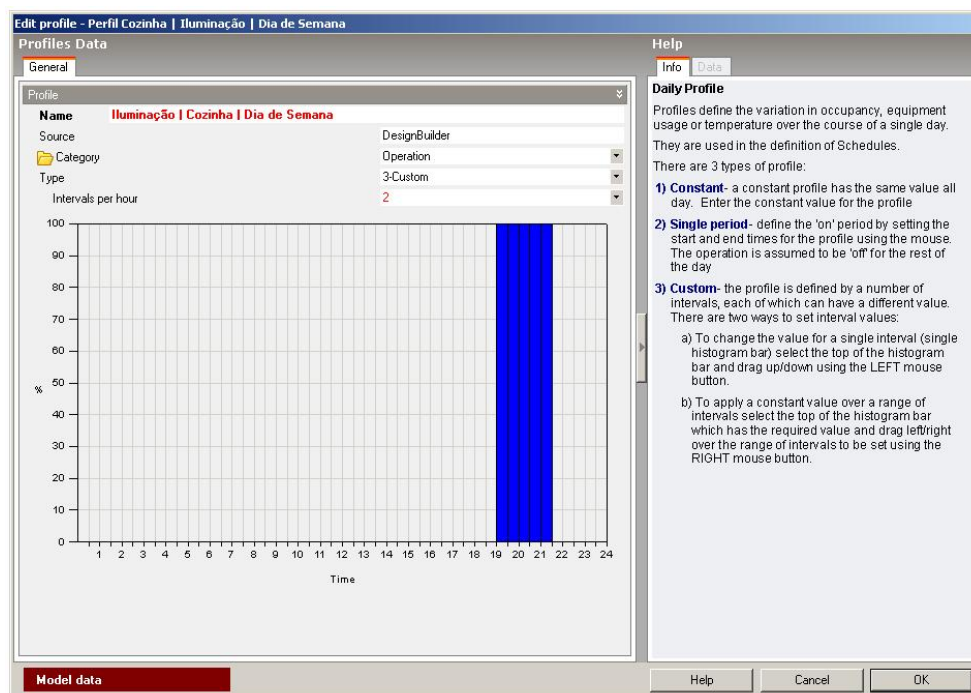 Edit profile - Perfil Cozinha | Iluminação | Dia de Semana
Profiles Data
General
Profile
Name Iluminação | Cozinha | Dia de Semana
Source DesignBuilder
Category Operation
Type 3-Custom
Intervals per hour 2
100
90
80
70
60
50
40
30
20
10
0
%
1 2 3 4 5 6 7 8 9 10 11 12 13 14 15 16 17 18 19 20 21 22 23 24
Time
Model data
Help
Info Data
Daily Profile
Profiles define the variation in occupancy, equipment
usage or temperature over the course of a single day.
They are used in the definition of Schedules.
There are 3 types of profile:
1) Constant- a constant profile has the same value all
day. Enter the constant value for the profile
2) Single period- define the 'on' period by setting the
start and end times for the profile using the mouse.
The operation is assumed to be 'off' for the rest of
the day
3) Custom- the profile is defined by a number of
intervals, each of which can have a different value.
There are two ways to set interval values:
a) To change the value for a single interval (single
histogram bar) select the top of the histogram
bar and drag up/down using the LEFT mouse
button.
b) To apply a constant value over a range of
intervals select the top of the histogram bar
which has the required value and drag left/right
over the range of intervals to be set using the
RIGHT mouse button.
Help Cancel OK